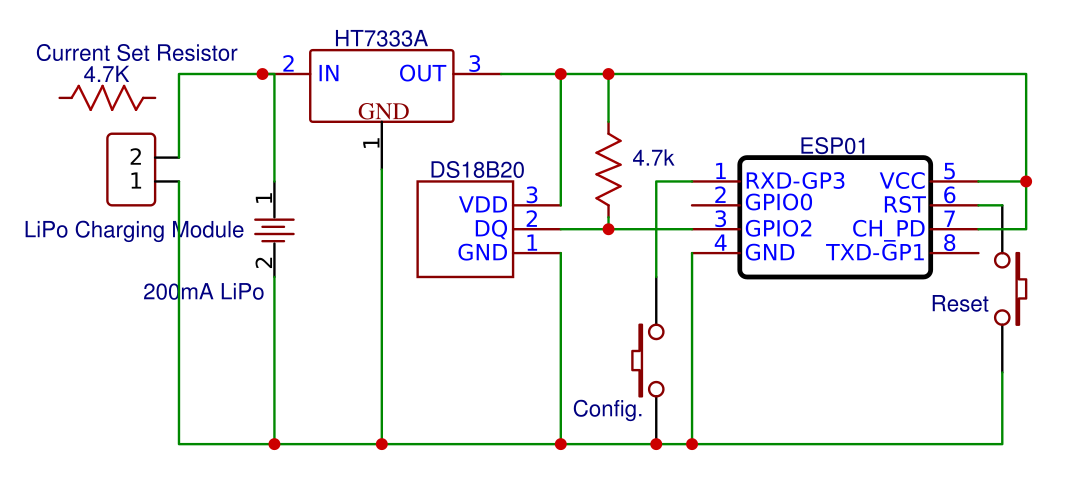 HT7333A
Current Set Resistor
4.7K
2 IN OUT 3
GND
1
2
1
LiPo Charging Module
1
2
200mA LiPo
DS18B20
VDD 3
DQ 2
GND 1
4.7k
ESP01
1 RXD-GP3 VCC 5
2 GPIO0 RST 6
3 GPIO2 CH_PD 7
4 GND TXD-GP1 8
Reset
Config.